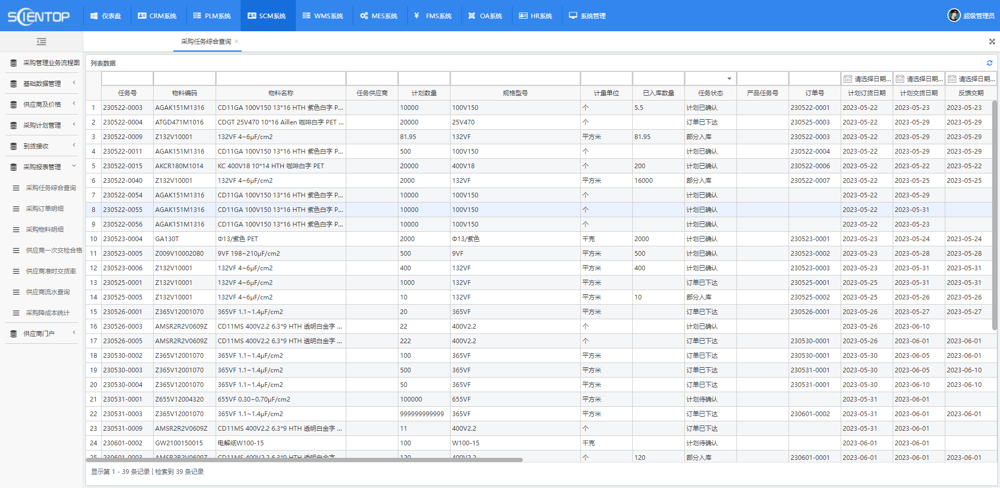 SCIENTOP 仪表盘 CRM系统 PLM系统 SCM系统 WMS系统 MES系统 FMS系统 OA系统 HR系统 系统管理 超级管理员
采购任务综合查询
采购管理业务流程图
基础数据管理
供应商及价格
采购计划管理
到货接收
采购报表管理
采购任务综合查询
采购订单明细
采购物料明细
供应商一次交检合格
供应商准时交货率
供应商流水查询
采购降成本统计
供应商门户
列表数据
请选择日期... 请选择日期... 请选择日期...
任务号 物料编码 物料名称 任务供应商 计划数量 规格型号 计量单位 已入库数量 任务状态 产品任务号 订单号 计划订货日期 计划交货日期 反馈交期
1 230522-0003 AGAK151M1316 CD11GA 100V150 13*16 HTH 紫色白字 P... 10000 100V150 个 5.5 计划已确认 230522-0001 2023-05-22 2023-05-23 2023-05-23
2 230522-0004 ATGD471M1016 CDGT 25V470 10*16 Aillen 咖啡白字 PET ... 20000 25V470 个 订单已下达 230525-0003 2023-05-22 2023-05-29 2023-05-29
3 230522-0009 Z132V10001 132VF 4~6μF/cm2 81.95 132VF 平方米 81.95 部分入库 230522-0003 2023-05-22 2023-05-29 2023-05-29
4 230522-0011 AGAK151M1316 CD11GA 100V150 13*16 HTH 紫色白字 P... 500 100V150 个 计划已确认 230522-0004 2023-05-22 2023-05-29 2023-05-29
5 230522-0015 AKCR180M1014 KC 400V18 10*14 HTH 咖啡白字 PET 20000 400V18 个 200 计划已确认 230522-0006 2023-05-22 2023-05-22 2023-05-22
6 230522-0040 Z132V10001 132VF 4~6μF/cm2 2000 132VF 平方米 16000 部分入库 230522-0007 2023-05-22 2023-05-25 2023-05-25
7 230522-0054 AGAK151M1316 CD11GA 100V150 13*16 HTH 紫色白字 P... 10000 100V150 个 计划已确认 2023-05-22 2023-05-29
8 230522-0055 AGAK151M1316 CD11GA 100V150 13*16 HTH 紫色白字 P... 10000 100V150 个 计划已确认 2023-05-22 2023-05-31
9 230522-0056 AGAK151M1316 CD11GA 100V150 13*16 HTH 紫色白字 P... 10000 100V150 个 计划已确认 2023-05-22 2023-05-23
10 230523-0004 GA130T Φ13/紫色 PET 2000 Φ13/紫色 千克 2000 计划已确认 230523-0001 2023-05-23 2023-05-24 2023-05-24
11 230523-0005 Z009V10002080 9VF 198~210μF/cm2 500 9VF 平方米 500 计划已确认 230523-0002 2023-05-23 2023-05-28 2023-05-28
12 230523-0006 Z132V10001 132VF 4~6μF/cm2 400 132VF 平方米 400 计划已确认 230523-0003 2023-05-23 2023-05-31 2023-05-31
13 230525-0001 Z132V10001 132VF 4~6μF/cm2 1000 132VF 平方米 订单已下达 230525-0001 2023-05-25 2023-05-31 2023-05-31
14 230525-0005 Z132V10001 132VF 4~6μF/cm2 10 132VF 平方米 10 部分入库 230525-0002 2023-05-25 2023-05-26 2023-05-26
15 230526-0001 Z365V12001070 365VF 1.1~1.4μF/cm2 20 365VF 平方米 订单已下达 230526-0001 2023-05-26 2023-05-27 2023-05-27
16 230526-0003 AMSR2R2V0609Z CD11MS 400V2.2 6.3*9 HTH 透明白金字 ... 22 400V2.2 个 计划已确认 2023-05-26 2023-06-10
17 230526-0005 AMSR2R2V0609Z CD11MS 400V2.2 6.3*9 HTH 透明白金字 ... 222 400V2.2 个 订单已下达 230530-0001 2023-05-26 2023-06-01 2023-06-01
18 230530-0002 Z365V12001070 365VF 1.1~1.4μF/cm2 100 365VF 平方米 订单已下达 230530-0001 2023-05-30 2023-06-05 2023-06-01
19 230530-0003 Z365V12001070 365VF 1.1~1.4μF/cm2 500 365VF 平方米 订单已下达 230531-0001 2023-05-30 2023-06-05 2023-06-10
20 230530-0004 Z365V12001070 365VF 1.1~1.4μF/cm2 50 365VF 平方米 订单已下达 230531-0001 2023-05-30 2023-06-10 2023-06-10
21 230531-0001 Z655V12004320 655VF 0.30~0.70μF/cm2 100000 655VF 平方米 计划待确认 2023-05-31 2023-06-01
22 230531-0003 Z365V12001070 365VF 1.1~1.4μF/cm2 999999999999 365VF 平方米 订单已下达 230601-0002 2023-05-31 2023-06-01 2023-06-01
23 230531-0009 AMSR2R2V0609Z CD11MS 400V2.2 6.3*9 HTH 透明白金字 ... 11 400V2.2 个 订单已下达 2023-05-31 2023-06-01
24 230601-0002 GW2100150015 电解纸W100-15 100 W100-15 千克 计划待确认 2023-06-01 2023-06-01
25 230601-0003 AMSR2R2V0609Z CD11MS 400V2.2 6.3*9 HTH 透明白金字 120 400V2.2 个 120 部分入库 230601-0001 2023-06-01 2023-06-01 2023-06-01
显示第 1 - 39 条记录 | 检索到 39 条记录